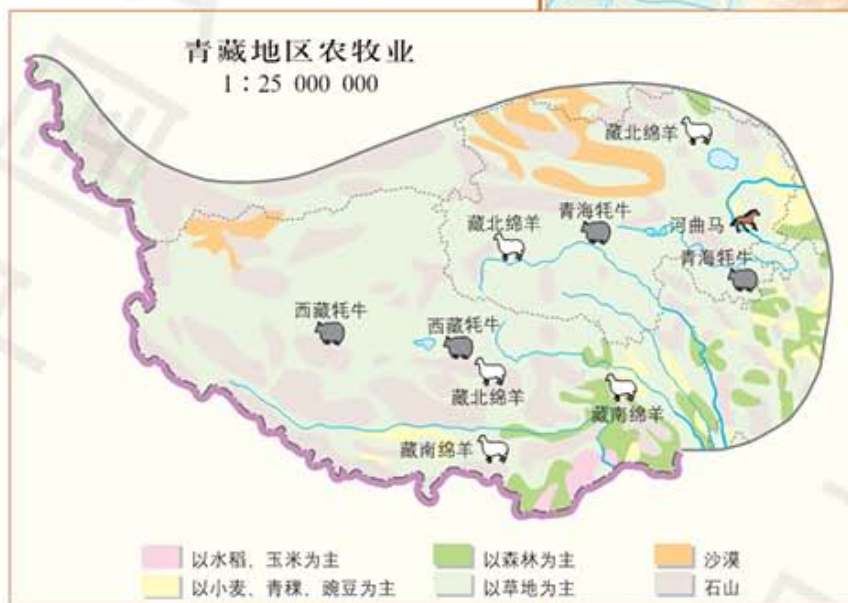 青藏地区农牧业
1∶25 000 000
藏北绵羊
青海牦牛
河曲马
藏北绵羊
青海牦牛
西藏牦牛
西藏牦牛
藏北绵羊
藏南绵羊
藏南绵羊
以水稻、玉米为主
以森林为主
沙漠
以小麦、青稞、豌豆为主
以草地为主
石山